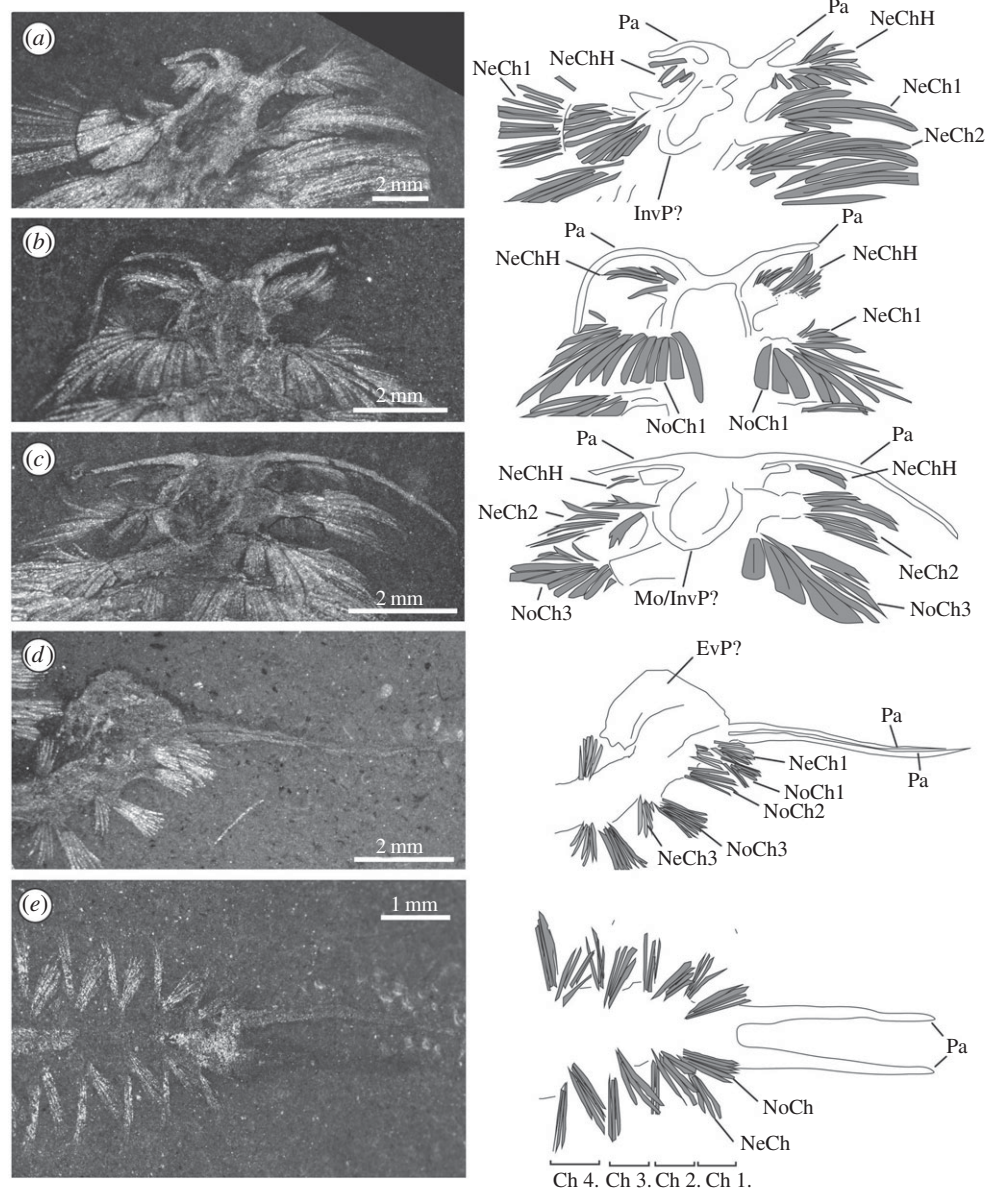 (a)
Pa
Pa
NeChH
NeChH
NeCh1
NeCh1
NeCh2
InvP?
2 mm
(b)
Pa
Pa
NeChH
NeChH
NeCh1
NoCh1
NoCh1
2 mm
(c)
Pa
Pa
NeChH
NeChH
NeCh2
NeCh2
NoCh3
Mo/InvP?
NoCh3
2 mm
(d)
EvP?
Pa
Pa
NeCh1
NoCh1
NoCh2
NoCh3
NeCh3
2 mm
(e)
1 mm
Pa
NoCh
NeCh
Ch 4. Ch 3. Ch 2. Ch 1.